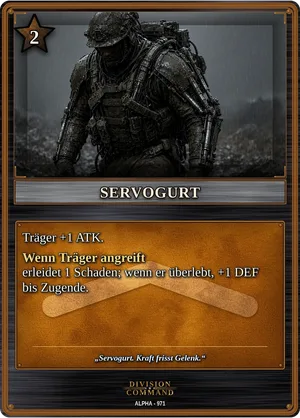 2
SERVOGURT
Träger +1 ATK.
Wenn Träger angreift
erleidet 1 Schaden; wenn er überlebt, +1 DEF
bis Zugende.
„Servogurt. Kraft frisst Gelenk.“
DIVISION
COMMAND
ALPHA - 971